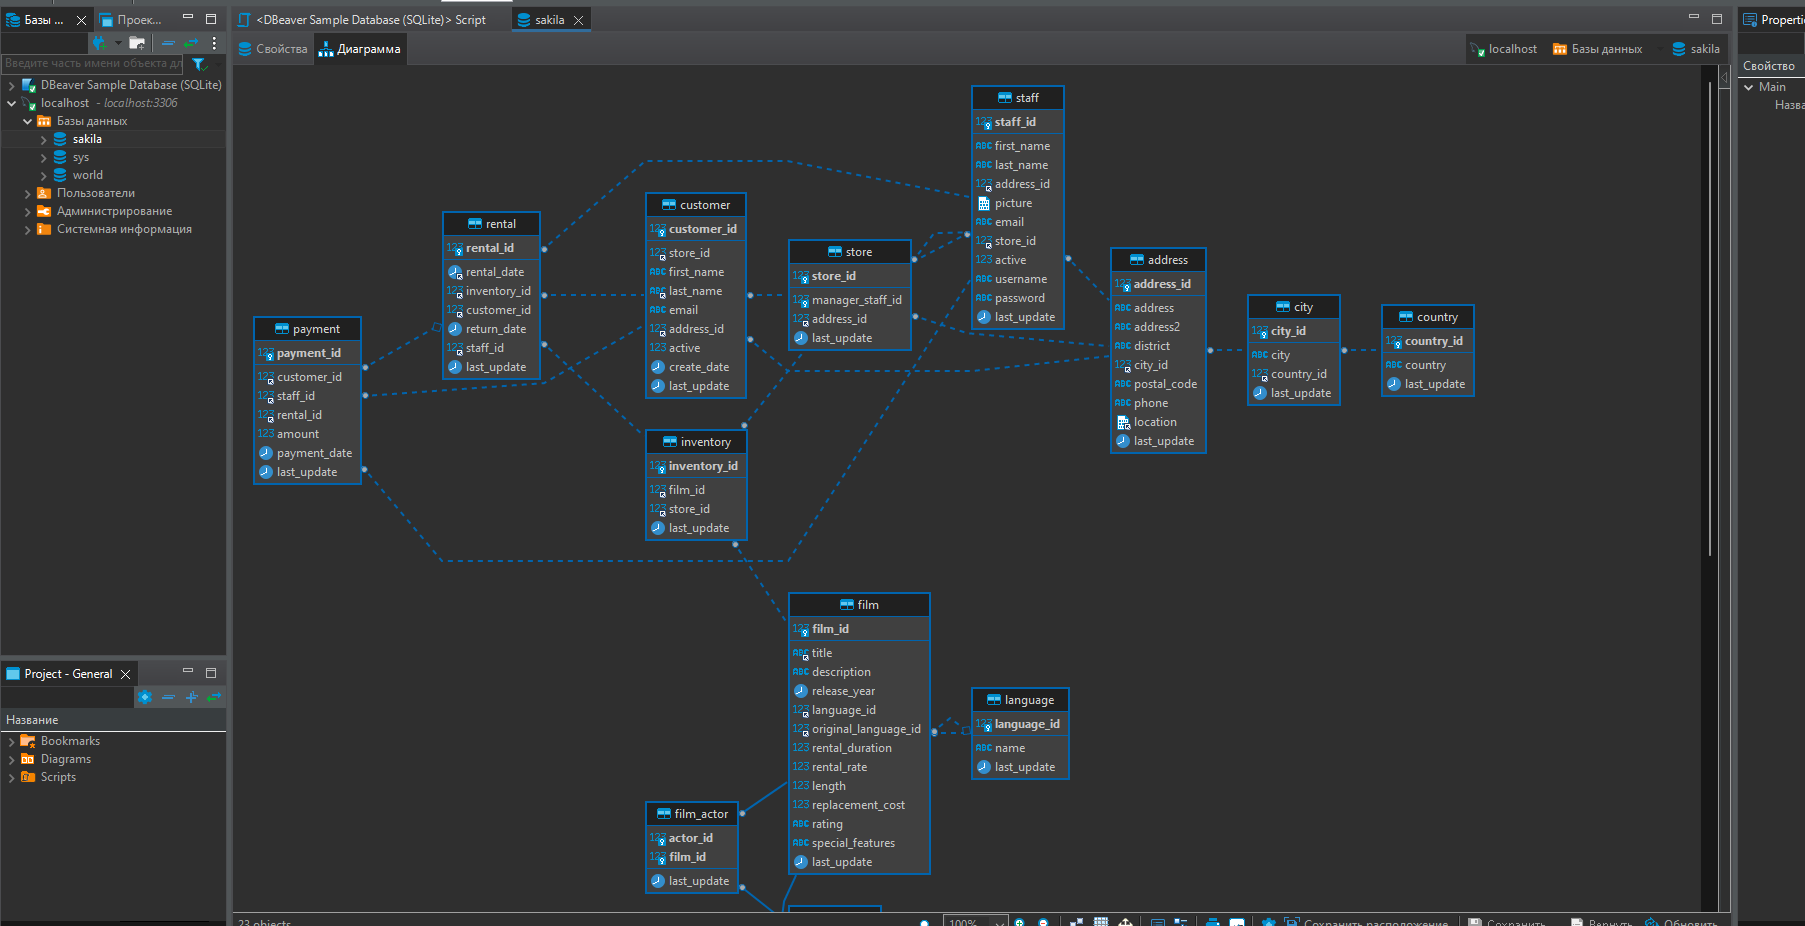 Базы ...
Проек...
<DBeaver Sample Database (SQLite)> Script
sakila
Properti
Свойства
Диаграмма
localhost
Базы данных
sakila
Введите часть имени объекта дл
DBeaver Sample Database (SQLite)
localhost - localhost:3306
Базы данных
sakila
sys
world
Пользователи
Администрирование
Системная информация
Свойство
Main
Назва
Project - General
Название
Bookmarks
Diagrams
Scripts
payment
payment_id
customer_id
staff_id
rental_id
amount
payment_date
last_update
rental
rental_id
rental_date
inventory_id
customer_id
return_date
staff_id
last_update
customer
customer_id
store_id
first_name
last_name
email
address_id
active
create_date
last_update
inventory
inventory_id
film_id
store_id
last_update
store
store_id
manager_staff_id
address_id
last_update
staff
staff_id
first_name
last_name
address_id
picture
email
store_id
active
username
password
last_update
address
address_id
address
address2
district
city_id
postal_code
phone
location
last_update
city
city_id
city
country_id
last_update
country
country_id
country
last_update
film
film_id
title
description
release_year
language_id
original_language_id
rental_duration
rental_rate
length
replacement_cost
rating
special_features
last_update
language
language_id
name
last_update
film_actor
actor_id
film_id
last_update
23 objects
100%
Сохранить расположение
Сохранить
Вернуть
Обновить